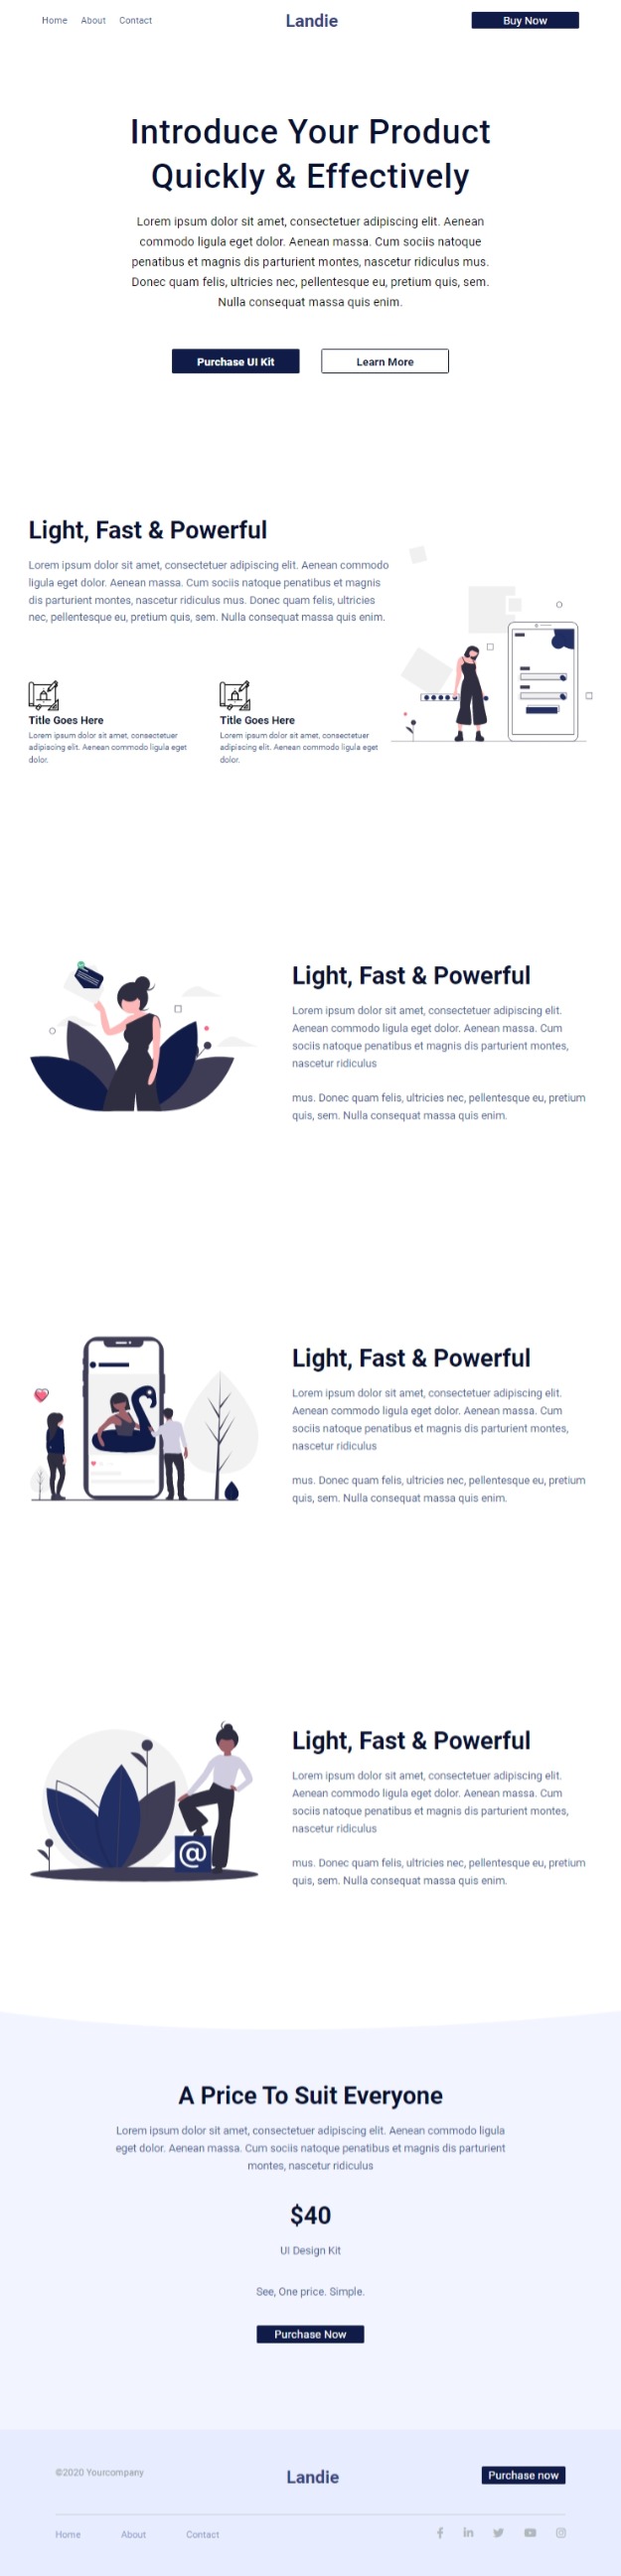 Home About Contact
Landie
Buy Now
Introduce Your Product
Quickly & Effectively
Lorem ipsum dolor sit amet, consectetuer adipiscing elit. Aenean
commodo ligula eget dolor. Aenean massa. Cum sociis natoque
penatibus et magnis dis parturient montes, nascetur ridiculus mus.
Donec quam felis, ultricies nec, pellentesque eu, pretium quis, sem.
Nulla consequat massa quis enim.
Purchase UI Kit
Learn More
Light, Fast & Powerful
Lorem ipsum dolor sit amet, consectetuer adipiscing elit. Aenean commodo
ligula eget dolor. Aenean massa. Cum sociis natoque penatibus et magnis
dis parturient montes, nascetur ridiculus mus. Donec quam felis, ultricies
nec, pellentesque eu, pretium quis, sem. Nulla consequat massa quis enim.
Title Goes Here
Lorem ipsum dolor sit amet, consectetuer
adipiscing elit. Aenean commodo ligula eget
dolor.
Title Goes Here
Lorem ipsum dolor sit amet, consectetuer
adipiscing elit. Aenean commodo ligula eget
dolor.
Light, Fast & Powerful
Lorem ipsum dolor sit amet, consectetuer adipiscing elit.
Aenean commodo ligula eget dolor. Aenean massa. Cum
sociis natoque penatibus et magnis dis parturient montes,
nascetur ridiculus
mus. Donec quam felis, ultricies nec, pellentesque eu, pretium
quis, sem. Nulla consequat massa quis enim.
Light, Fast & Powerful
Lorem ipsum dolor sit amet, consectetuer adipiscing elit.
Aenean commodo ligula eget dolor. Aenean massa. Cum
sociis natoque penatibus et magnis dis parturient montes,
nascetur ridiculus
mus. Donec quam felis, ultricies nec, pellentesque eu, pretium
quis, sem. Nulla consequat massa quis enim.
@
Light, Fast & Powerful
Lorem ipsum dolor sit amet, consectetuer adipiscing elit.
Aenean commodo ligula eget dolor. Aenean massa. Cum
sociis natoque penatibus et magnis dis parturient montes,
nascetur ridiculus
mus. Donec quam felis, ultricies nec, pellentesque eu, pretium
quis, sem. Nulla consequat massa quis enim.
A Price To Suit Everyone
Lorem ipsum dolor sit amet, consectetuer adipiscing elit. Aenean commodo ligula
eget dolor. Aenean massa. Cum sociis natoque penatibus et magnis dis parturient
montes, nascetur ridiculus
$40
UI Design Kit
See, One price. Simple.
Purchase Now
©2020 Yourcompany
Landie
Purchase now
Home About Contact